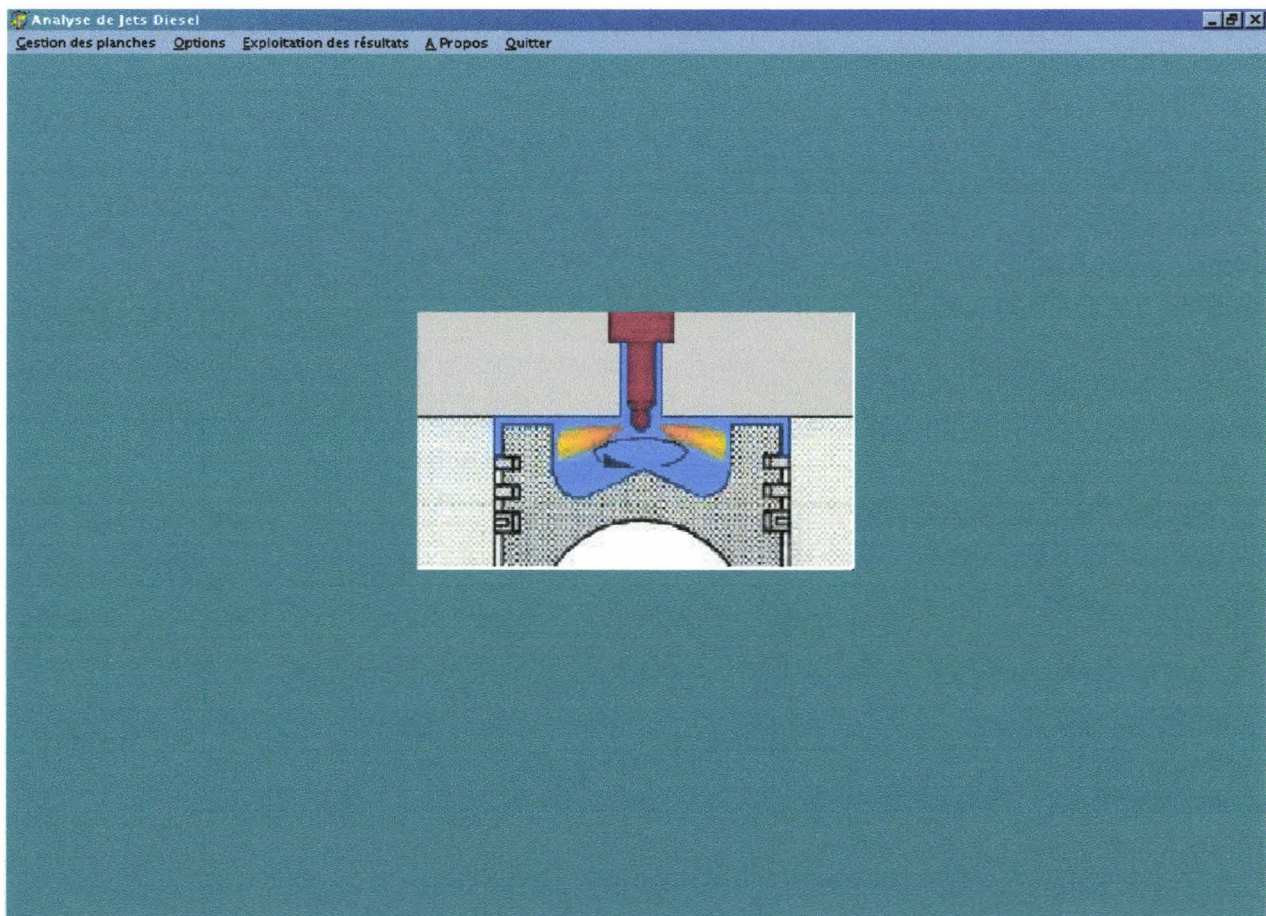 Analyse de Jets Diesel
Gestion des planches Options Exploitation des résultats A Propos Quitter